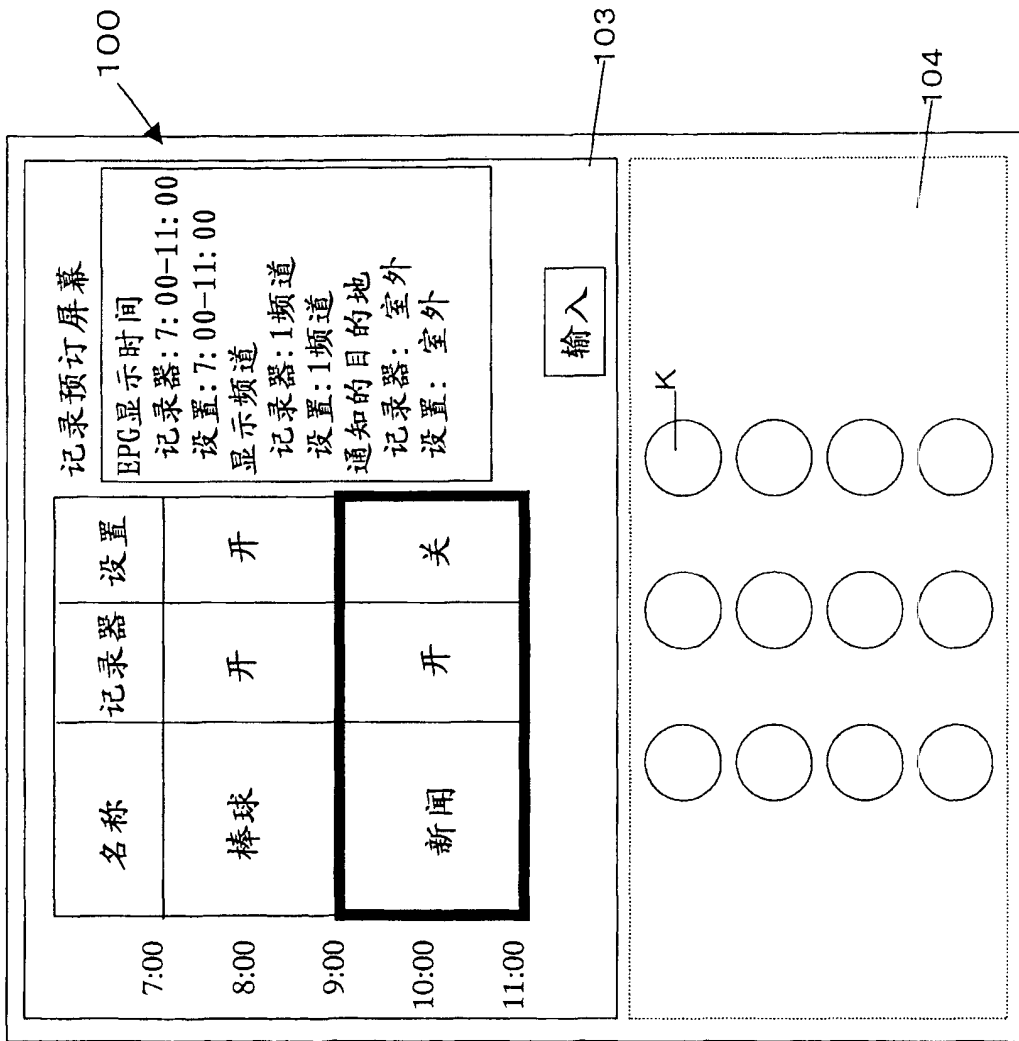 100
记录预订屏幕
名称 记录器 设置
7:00
棒球 开 开
8:00
9:00
新闻 开 关
10:00
11:00
EPG显示时间
记录器:7:00-11:00
设置:7:00-11:00
显示频道
记录器:1频道
设置:1频道
通知的目的地
记录器: 室外
设置: 室外
输入
103
K
104